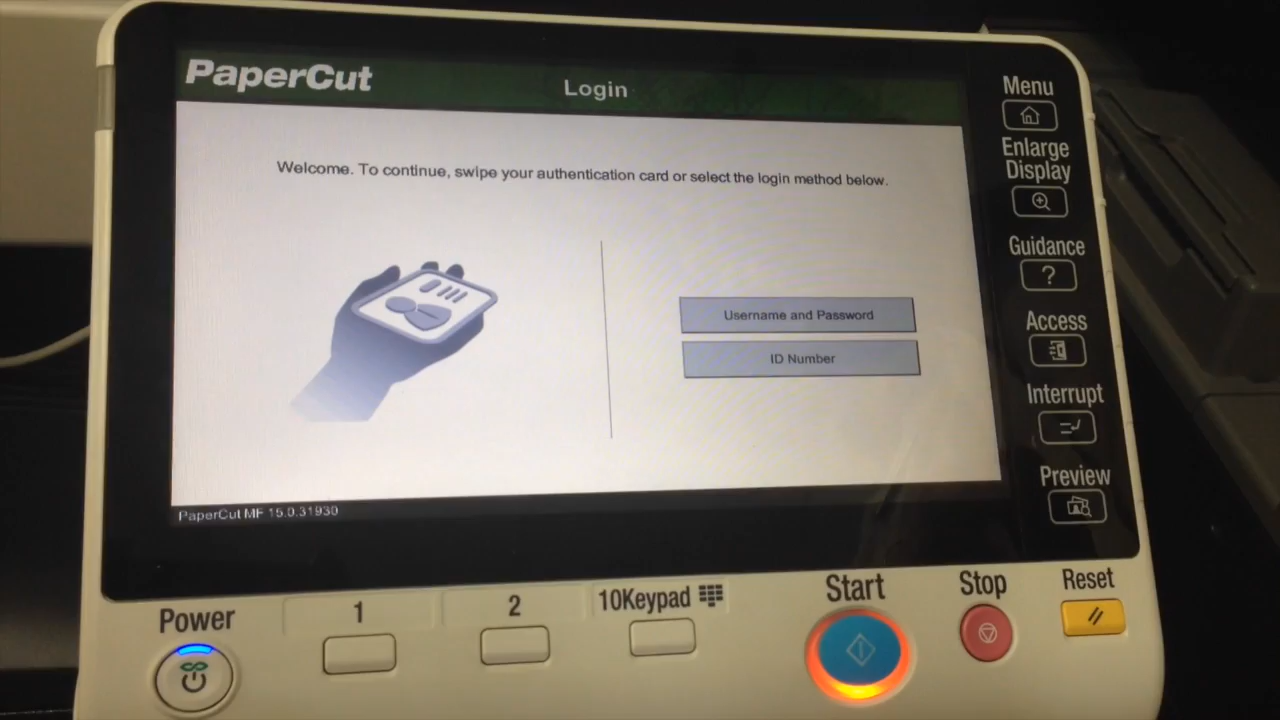 PaperCut
Login
Welcome. To continue, swipe your authentication card or select the login method below.
Username and Password
ID Number
PaperCut MF 15.0.31930
Menu
Enlarge
Display
Guidance
?
Access
Interrupt
Preview
Power
1
2
10Keypad
Start
Stop
Reset